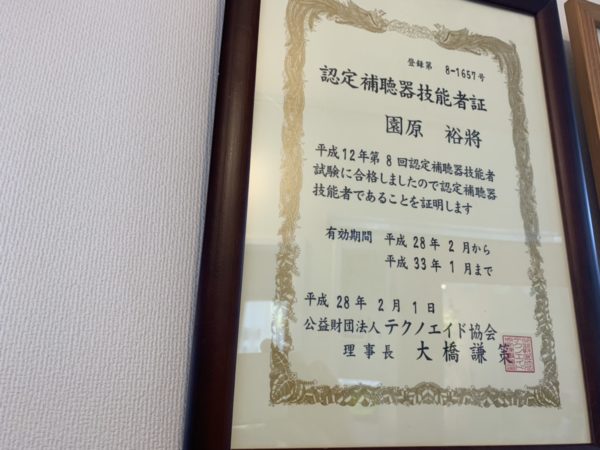 登録第 8-1657号
認定補聴器技能者証
園原 裕將
平成12年第8回認定補聴器技能者
試験に合格しましたので認定補聴器
技能者であることを証明します
有効期間 平成28年2月から
平成33年1月まで
平成28年2月1日
公益財団法人テクノエイド協会
理事長 大橋謙策